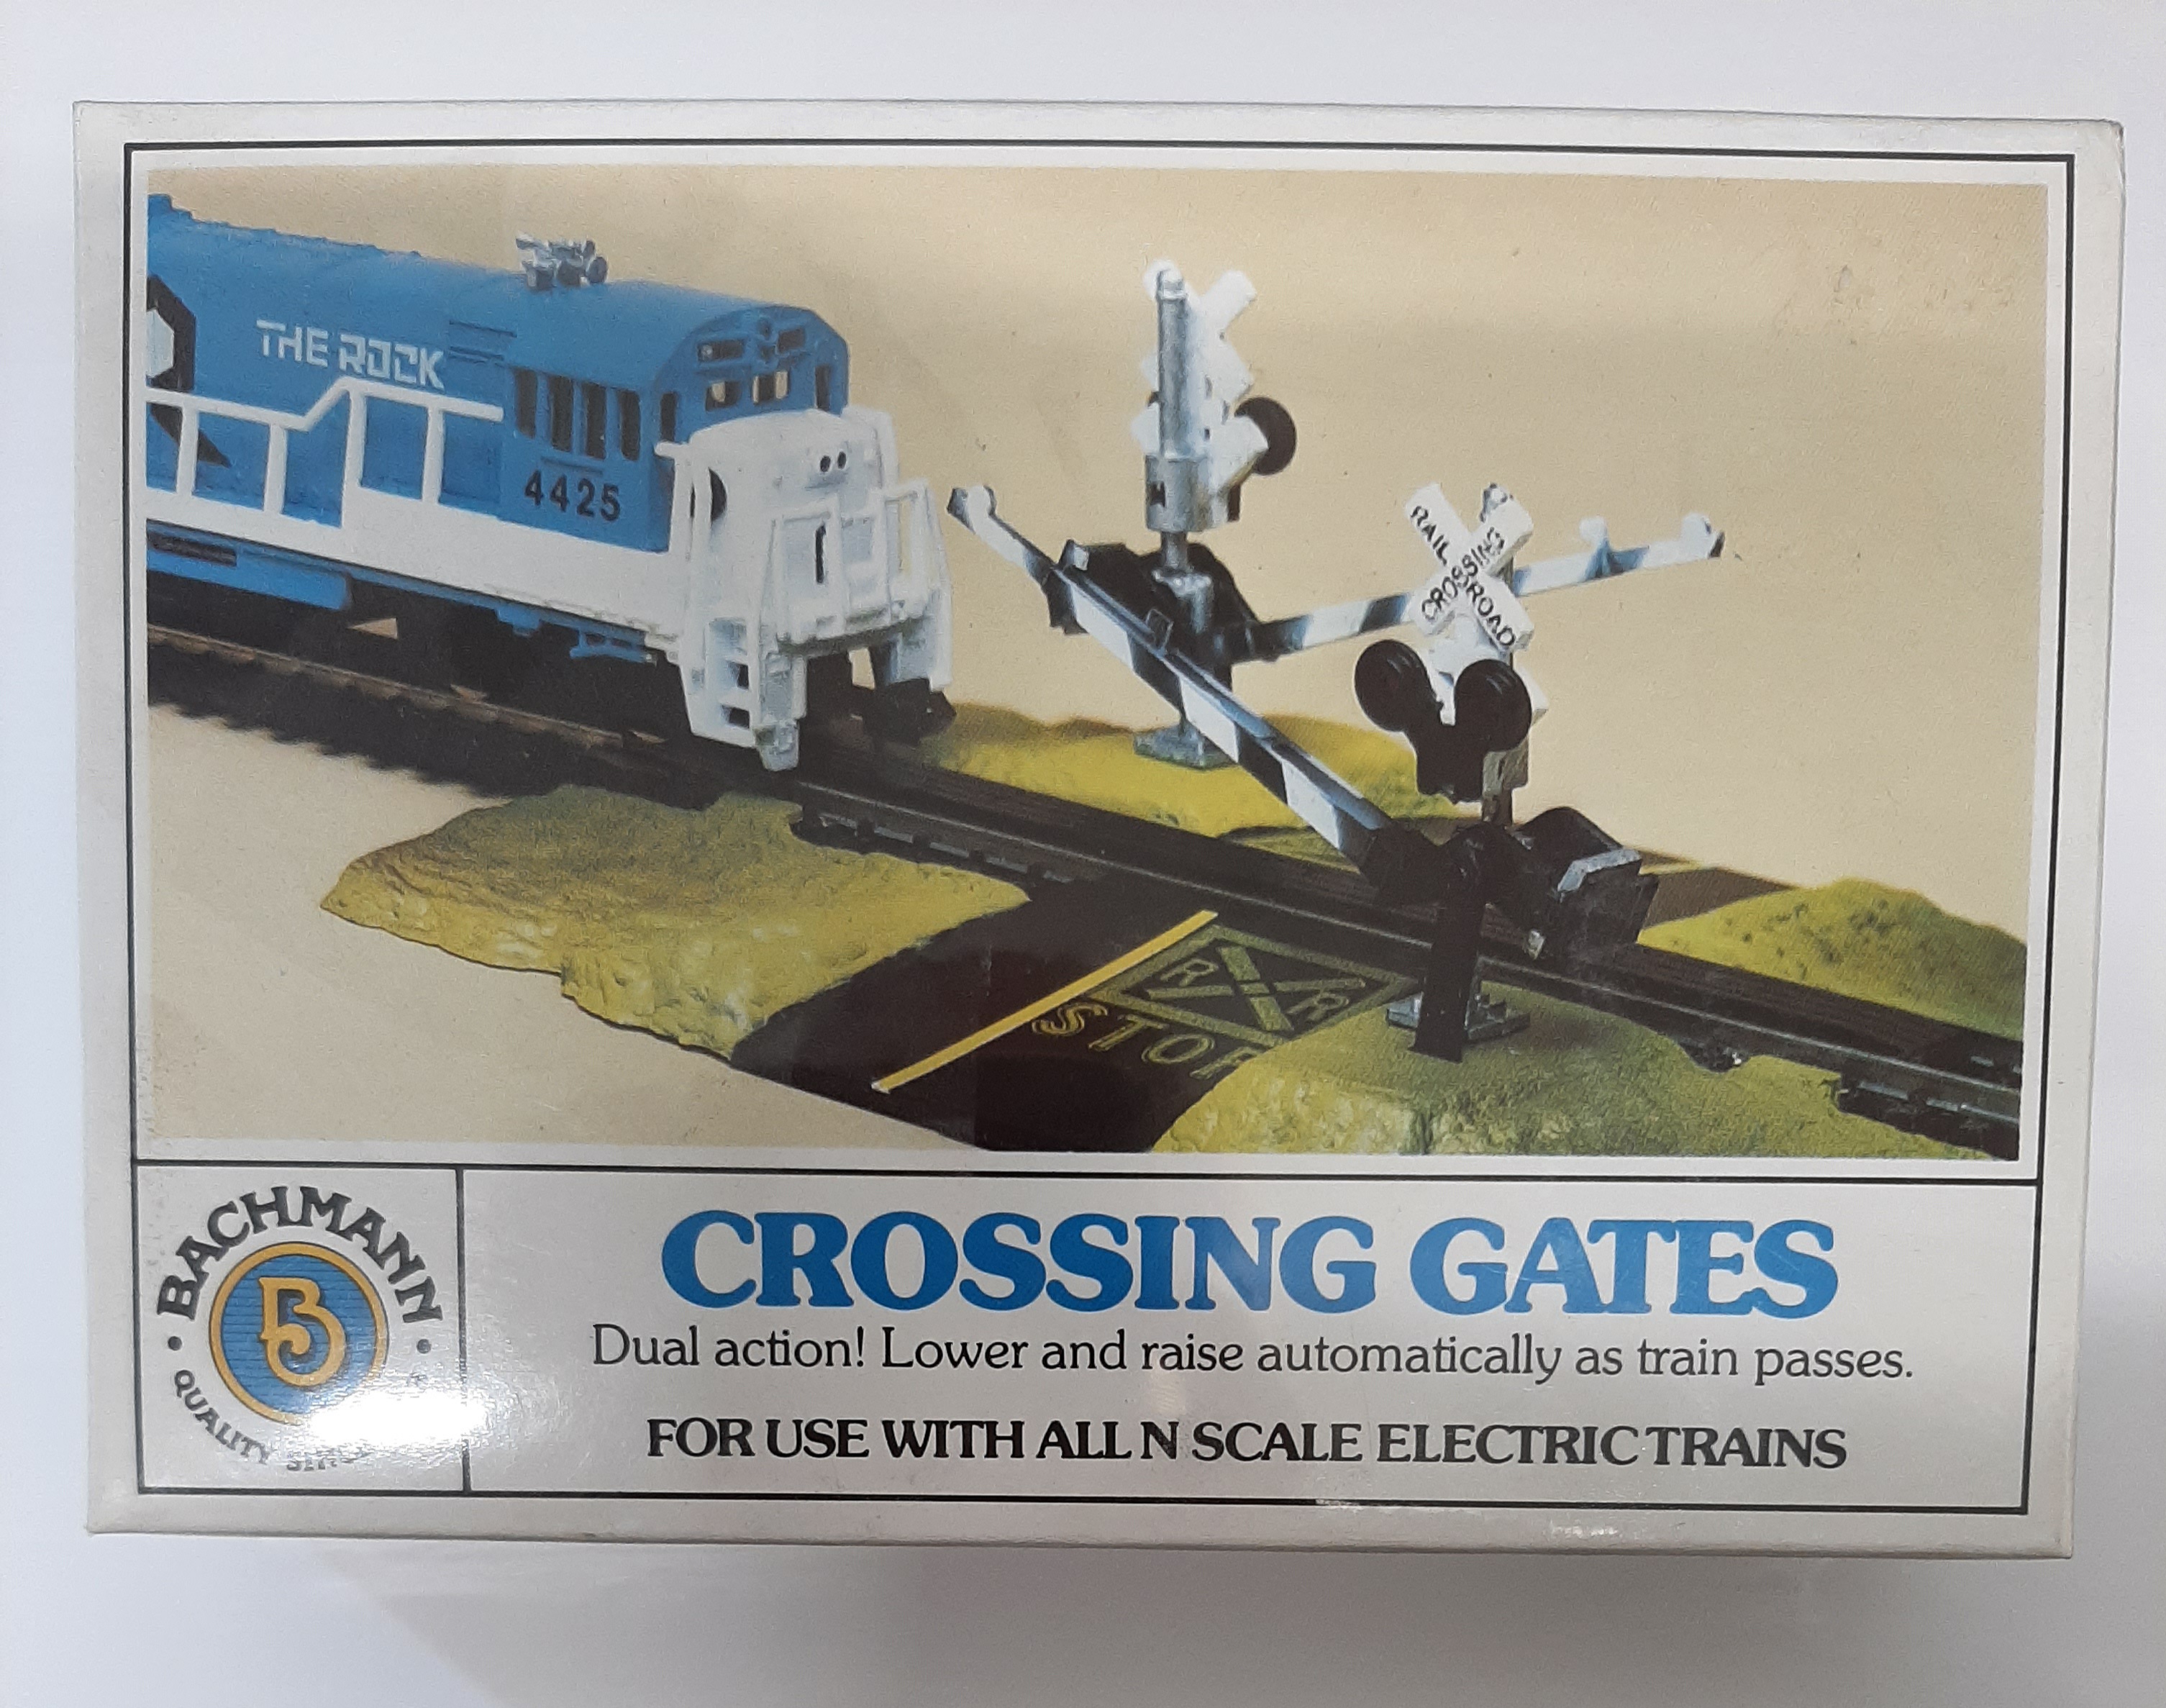 THE ROCK
4425
RAIL ROAD
CROSSING
R R
STOP
BACHMANN
B
QUALITY
CROSSING GATES
Dual action! Lower and raise automatically as train passes.
FOR USE WITH ALL N SCALE ELECTRIC TRAINS